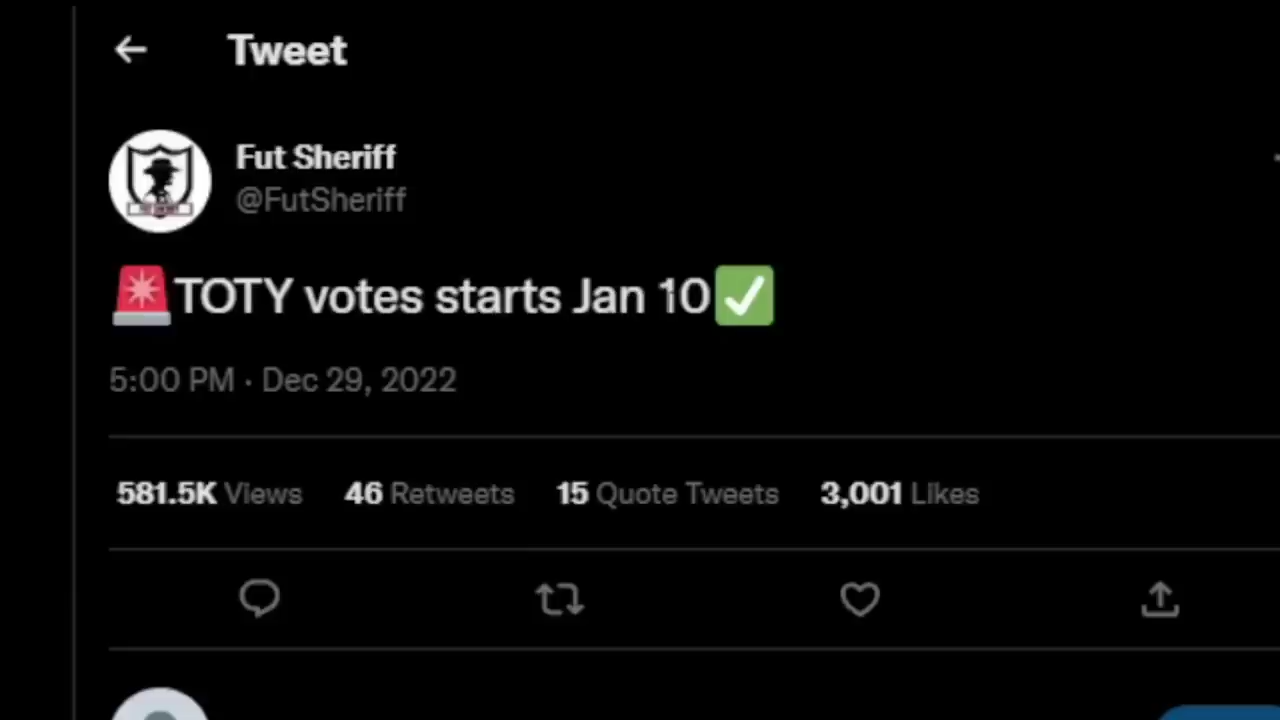 Tweet
Fut Sheriff
@FutSheriff
🚨TOTY votes starts Jan 10✅
5:00 PM · Dec 29, 2022
581.5K Views 46 Retweets 15 Quote Tweets 3,001 Likes